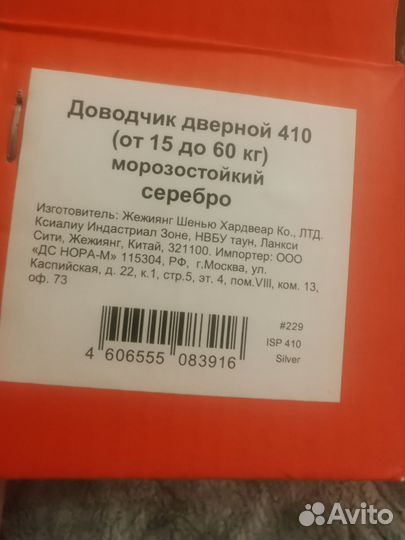 Доводчик дверной 410
(от 15 до 60 кг)
морозостойкий
серебро
Изготовитель: Жежиянг Шенью Хардвеар Ко., ЛТД.
Ксиалиу Индастриал Зоне, НВБУ таун, Ланкси
Сити, Жежиянг, Китай, 321100. Импортер: ООО
«ДС НОРА-М» 115304, РФ, г.Москва, ул.
Каспийская, д. 22, к.1, стр.5, эт. 4, пом.VIII, ком. 13,
оф. 73
#229
ISP 410
Silver
4 606555 083916
Avito